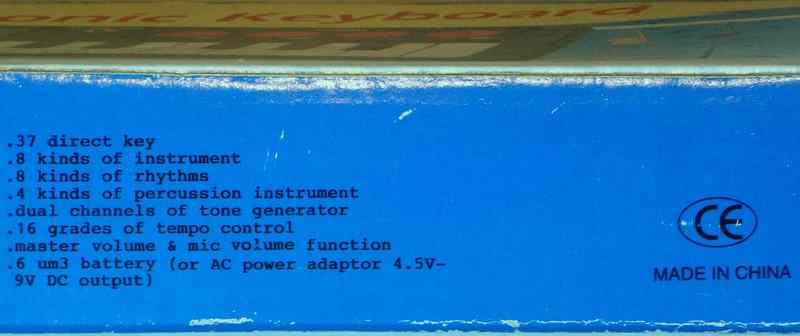 onic Keyboard
.37 direct key
.8 kinds of instrument
.8 kinds of rhythms
.4 kinds of percussion instrument
.dual channels of tone generator
.16 grades of tempo control
.master volume & mic volume function
.6 um3 battery (or AC power adaptor 4.5V-
9V DC output)
CE
MADE IN CHINA